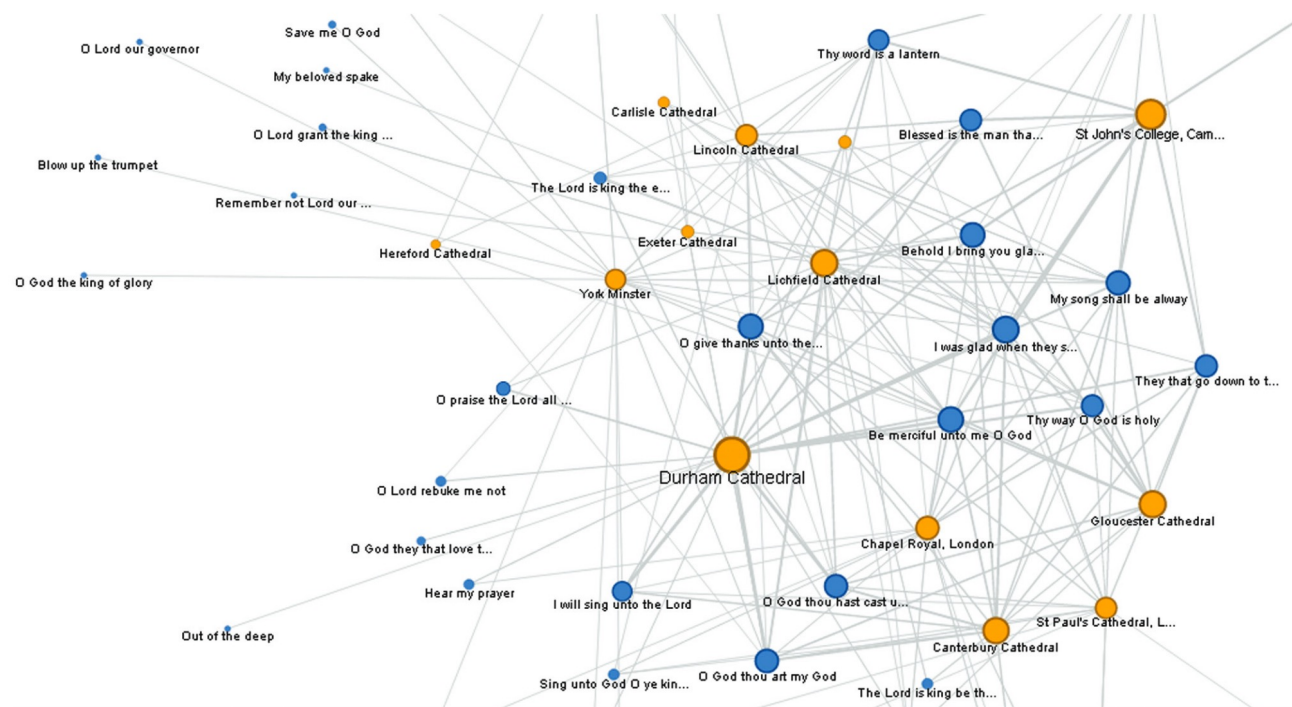 Save me O God
O Lord our governor
Thy word is a lantern
My beloved spake
Carlisle Cathedral
O Lord grant the king ...
Blessed is the man tha...
St John's College, Cam...
Lincoln Cathedral
Blow up the trumpet
The Lord is king the e...
Remember not Lord our ...
Exeter Cathedral
Hereford Cathedral
Behold I bring you gla...
O God the king of glory
Lichfield Cathedral
York Minster
My song shall be alway
O give thanks unto the...
I was glad when they s...
They that go down to t...
O praise the Lord all ...
Thy way O God is holy
Be merciful unto me O God
Durham Cathedral
O Lord rebuke me not
Gloucester Cathedral
Chapel Royal, London
O God they that love t...
Hear my prayer
I will sing unto the Lord
O God thou hast cast u...
St Paul's Cathedral, L...
Out of the deep
Canterbury Cathedral
O God thou art my God
Sing unto God O ye kin...
The Lord is king be th...